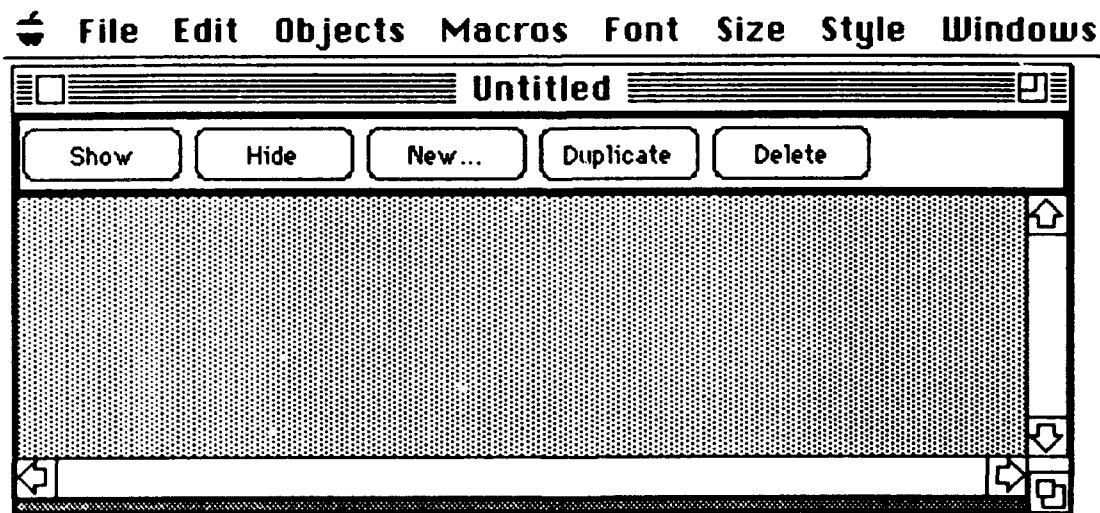 File Edit Objects Macros Font Size Style Windows
Untitled
Show Hide New... Duplicate Delete